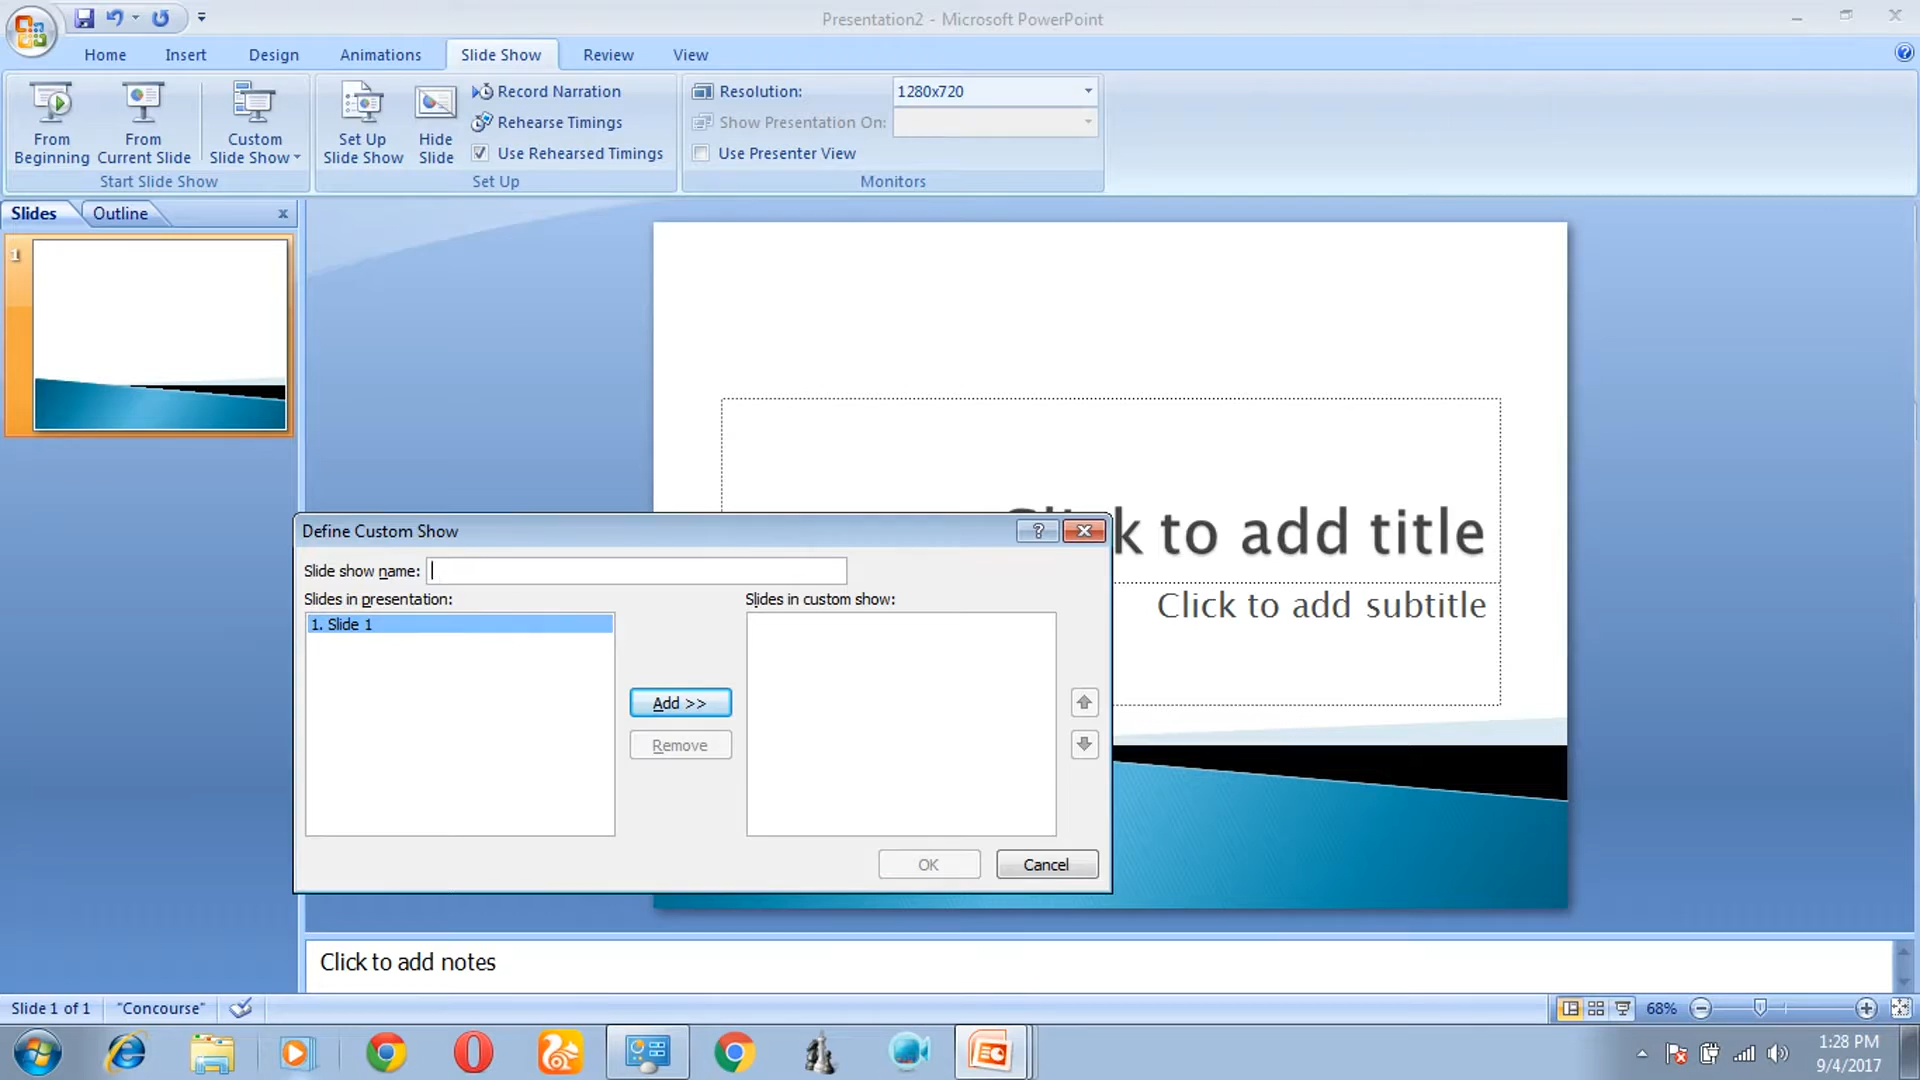 Presentation2 - Microsoft PowerPoint
Home Insert Design Animations Slide Show Review View
From Beginning
From Current Slide
Custom Slide Show
Start Slide Show
Set Up Slide Show
Hide Slide
Record Narration
Rehearse Timings
Use Rehearsed Timings
Set Up
Resolution: 1280x720
Show Presentation On:
Use Presenter View
Monitors
Slides Outline
1
to add title
Click to add subtitle
Define Custom Show
Slide show name:
Slides in presentation:
Slides in custom show:
1. Slide 1
Add >>
Remove
OK Cancel
Click to add notes
Slide 1 of 1 "Concourse" 68%
1:28 PM
9/4/2017